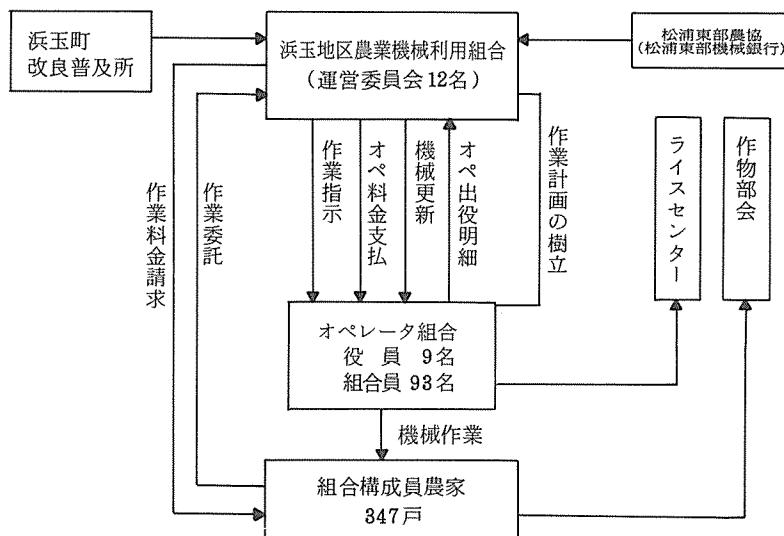 浜玉町
改良普及所
浜玉地区農業機械利用組合
(運営委員会12名)
松浦東部農協
(松浦東部機械銀行)
作業料金請求
作業委託
作業指示
オペ料金支払
機械更新
オペ出役明細
作業計画の樹立
ライスセンター
作物部会
オペレータ組合
役 員 9名
組合員 93名
機械作業
組合構成員農家
347戸